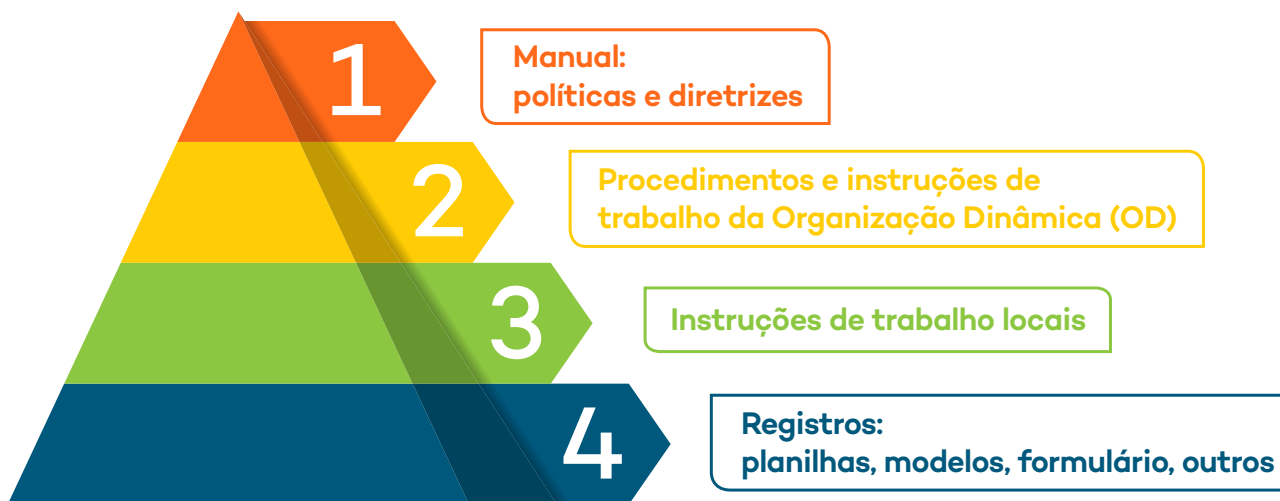 1
Manual:
políticas e diretrizes
2
Procedimentos e instruções de
trabalho da Organização Dinâmica (OD)
3
Instruções de trabalho locais
4
Registros:
planilhas, modelos, formulário, outros